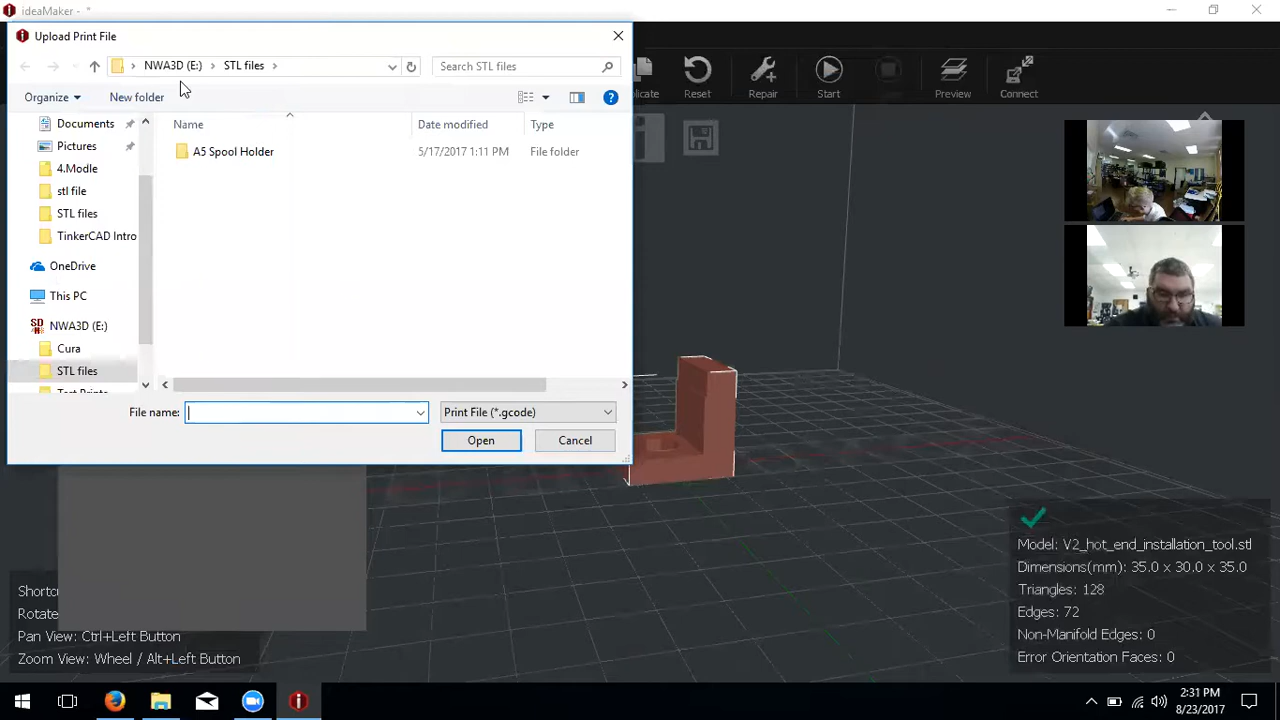 ideaMaker - *
Upload Print File
NWA3D (E:) STL files
Search STL files
Organize New folder
Documents
Pictures
4.Modle
stl file
STL files
TinkerCAD Intro
OneDrive
This PC
NWA3D (E:)
Cura
STL files
Name Date modified Type
A5 Spool Holder 5/17/2017 1:11 PM File folder
File name: Print File (*.gcode)
Open Cancel
Reset Repair Start Preview Connect
Model: V2_hot_end_installation_tool.stl
Dimensions(mm): 35.0 x 30.0 x 35.0
Triangles: 128
Edges: 72
Non-Manifold Edges: 0
Error Orientation Faces: 0
Pan View: Ctrl+Left Button
Zoom View: Wheel / Alt+Left Button
2:31 PM
8/23/2017